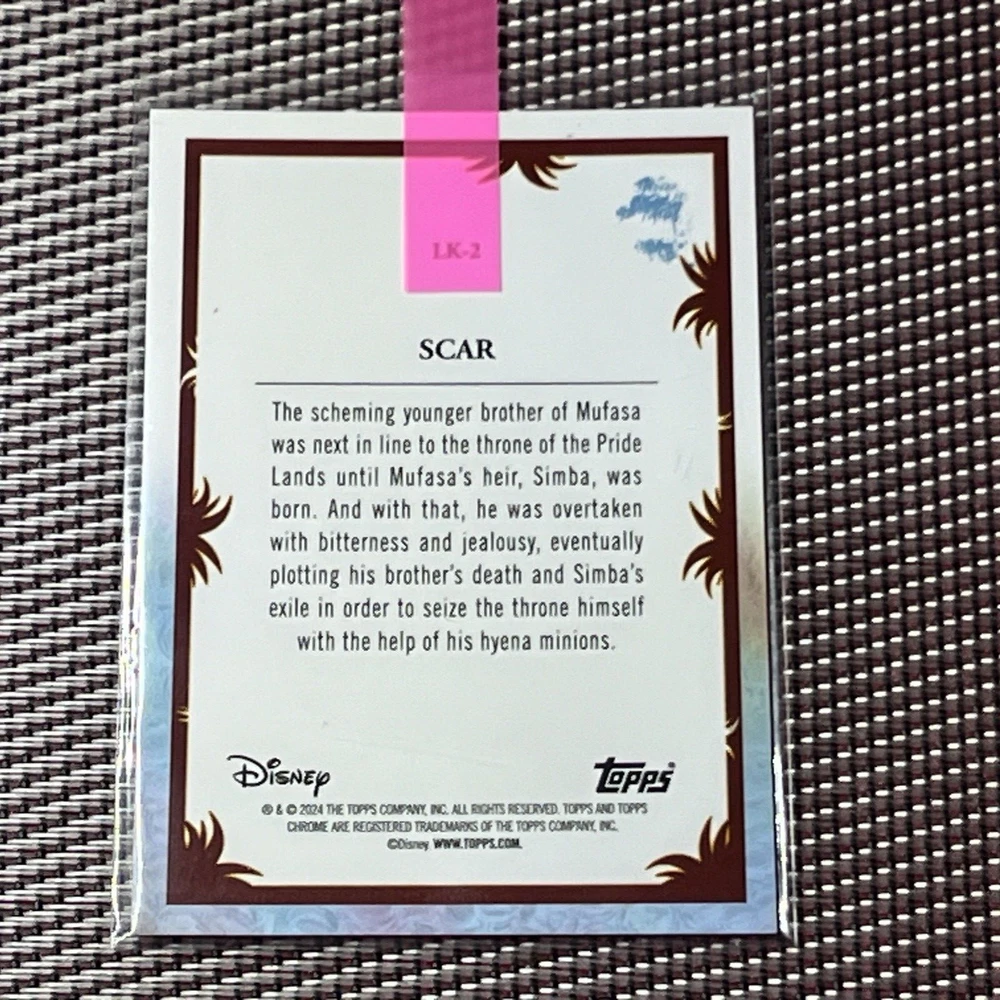 LK-2
SCAR
The scheming younger brother of Mufasa
was next in line to the throne of the Pride
Lands until Mufasa's heir, Simba, was
born. And with that, he was overtaken
with bitterness and jealousy, eventually
plotting his brother's death and Simba's
exile in order to seize the throne himself
with the help of his hyena minions.
Disney topps
® & © 2024 THE TOPPS COMPANY, INC. ALL RIGHTS RESERVED. TOPPS AND TOPPS
CHROME ARE REGISTERED TRADEMARKS OF THE TOPPS COMPANY, INC.
©Disney WWW.TOPPS.COM.